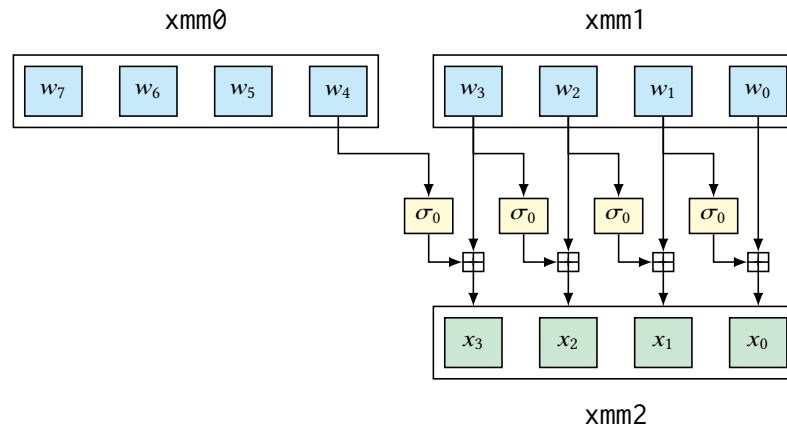 xmm0 xmm1
w₇ w₆ w₅ w₄ w₃ w₂ w₁ w₀
σ₀ σ₀ σ₀ σ₀
x₃ x₂ x₁ x₀
xmm2